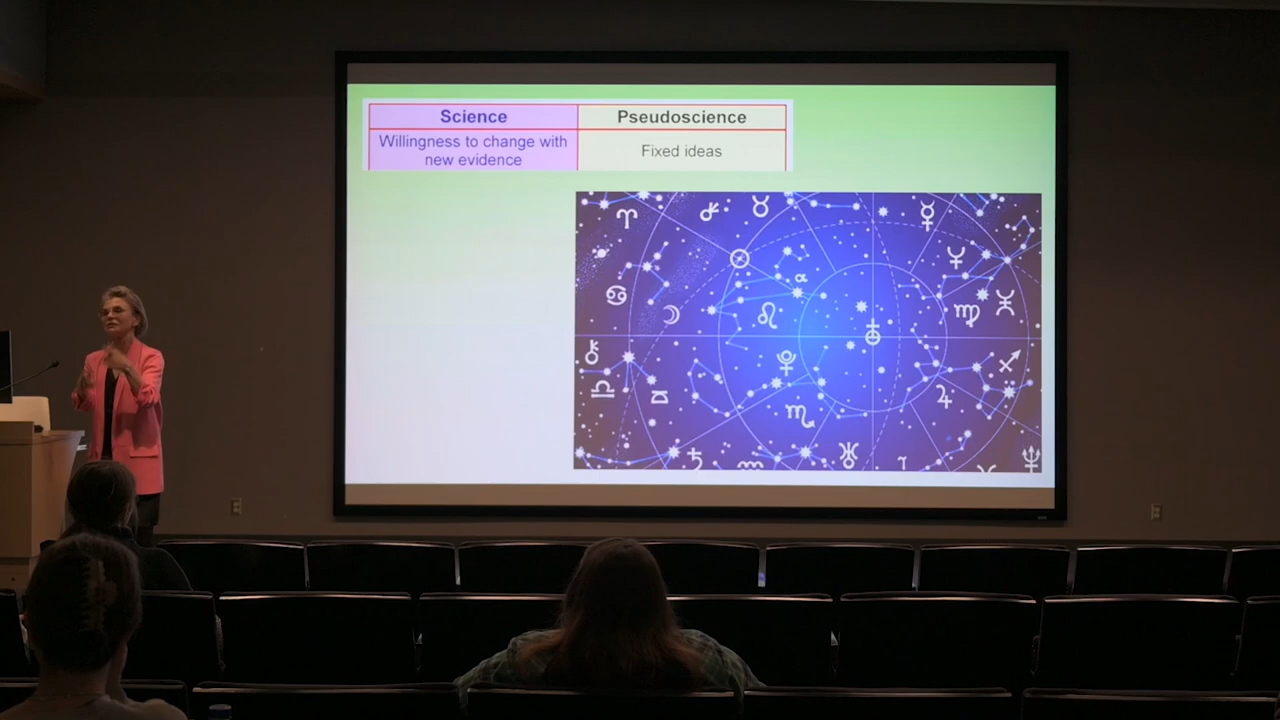 Science
Pseudoscience
Willingness to change with
new evidence
Fixed ideas